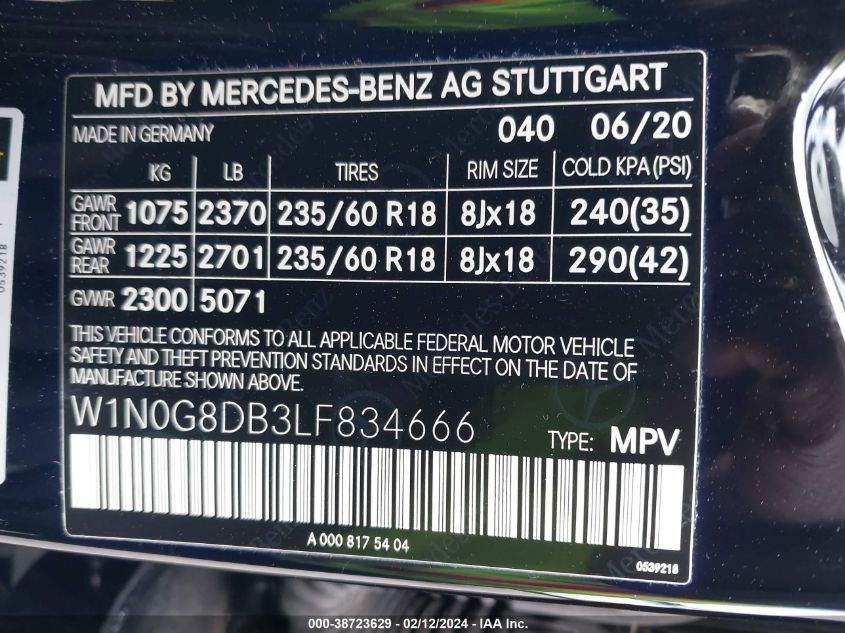 MFD BY MERCEDES-BENZ AG STUTTGART
MADE IN GERMANY 040 06/20
KG LB TIRES RIM SIZE COLD KPA (PSI)
GAWR FRONT 1075 2370 235/60 R18 8Jx18 240(35)
GAWR REAR 1225 2701 235/60 R18 8Jx18 290(42)
GVWR 2300 5071
THIS VEHICLE CONFORMS TO ALL APPLICABLE FEDERAL MOTOR VEHICLE
SAFETY AND THEFT PREVENTION STANDARDS IN EFFECT ON THE DATE OF
MANUFACTURE SHOWN ABOVE.
W1N0G8DB3LF834666 TYPE: MPV
A 000 817 54 04
0539218
0539218
000-38723629 - 02/12/2024 - IAA Inc.